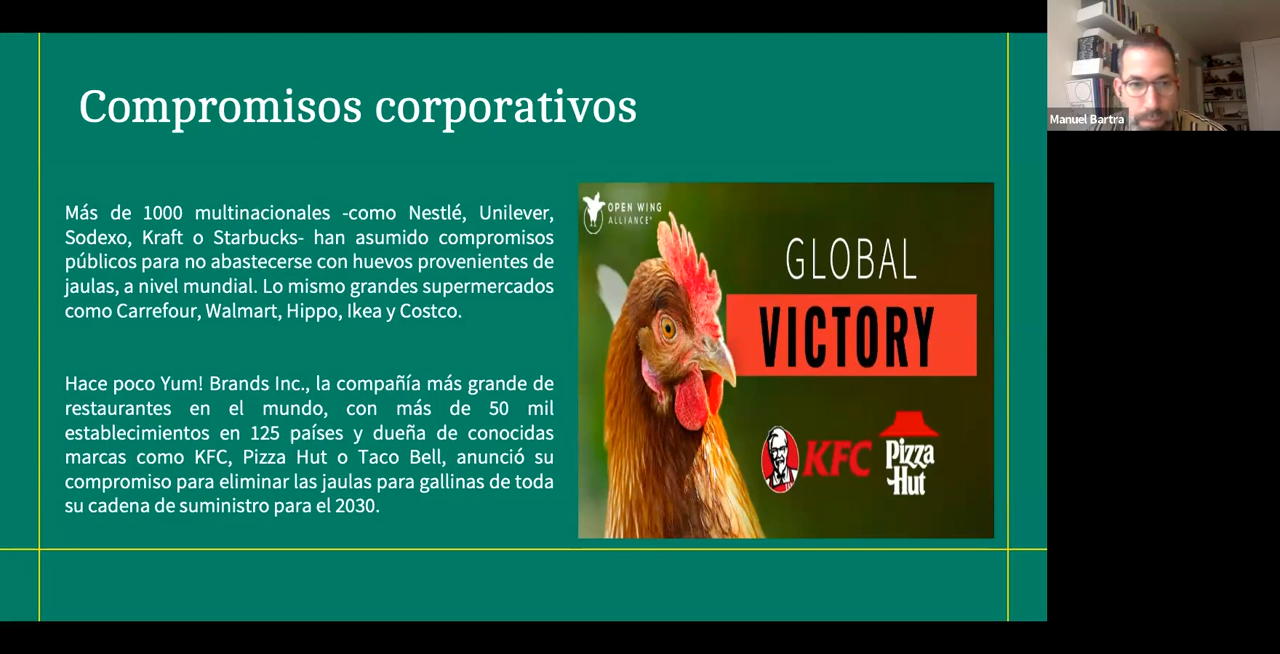 Compromisos corporativos
Más de 1000 multinacionales -como Nestlé, Unilever,
Sodexo, Kraft o Starbucks- han asumido compromisos
públicos para no abastecerse con huevos provenientes de
jaulas, a nivel mundial. Lo mismo grandes supermercados
como Carrefour, Walmart, Hippo, Ikea y Costco.
Hace poco Yum! Brands Inc., la compañía más grande de
restaurantes en el mundo, con más de 50 mil
establecimientos en 125 países y dueña de conocidas
marcas como KFC, Pizza Hut o Taco Bell, anunció su
compromiso para eliminar las jaulas para gallinas de toda
su cadena de suministro para el 2030.
OPEN WING
ALLIANCE
GLOBAL
VICTORY
KFC
Pizza
Hut
Manuel Bartra